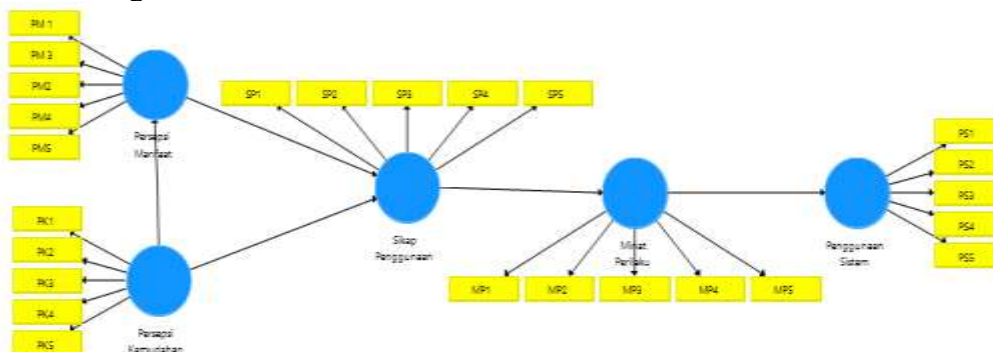 PM 1
PM 3
PM2
PM4
PM5
Persepsi
Manfaat
SP1
SP2
SP3
SP4
SP5
PK1
PK2
PK3
PK4
PK5
Persepsi
Kemudahan
Sikap
Penggunaan
Minat
Perilaku
MP1
MP2
MP3
MP4
MP5
Penggunaan
Sistem
PS1
PS2
PS3
PS4
PS5